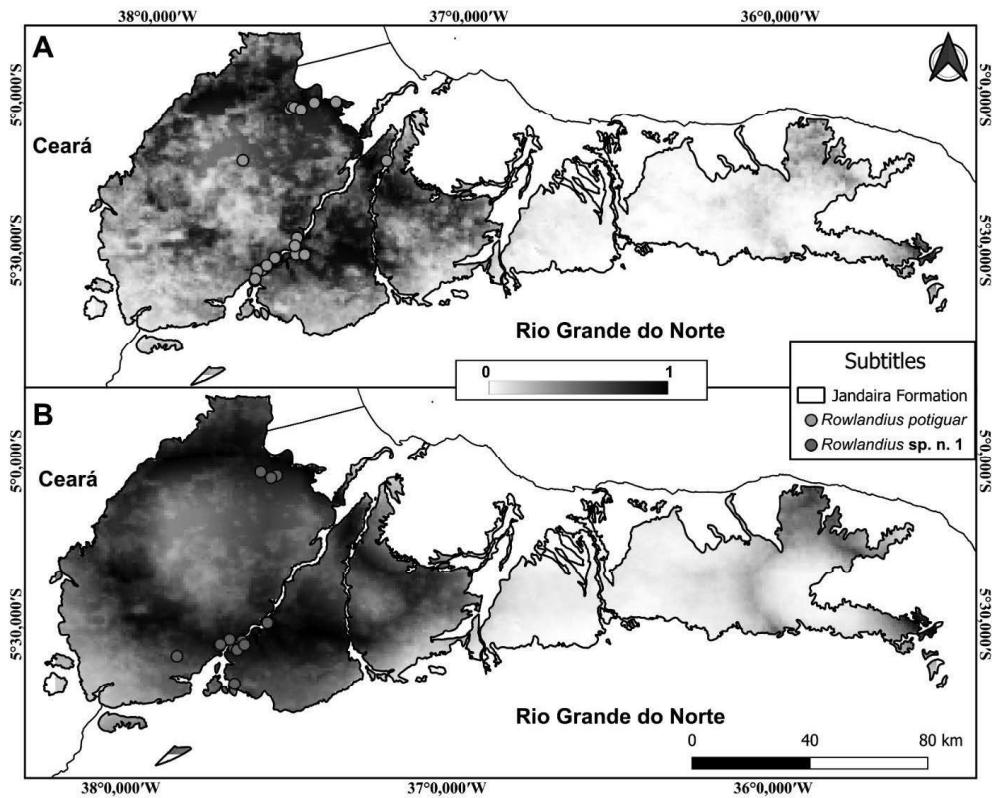 38°0,000'W 37°0,000'W 36°0,000'W
A
5°0,000'S 5°0,000'S
Ceará
5°30,000'S 5°30,000'S
Rio Grande do Norte
0 1
Subtitles
Jandaira Formation
Rowlandius potiguar
Rowlandius sp. n. 1
B
5°0,000'S 5°0,000'S
Ceará
5°30,000'S 5°30,000'S
Rio Grande do Norte
0 40 80 km
38°0,000'W 37°0,000'W 36°0,000'W